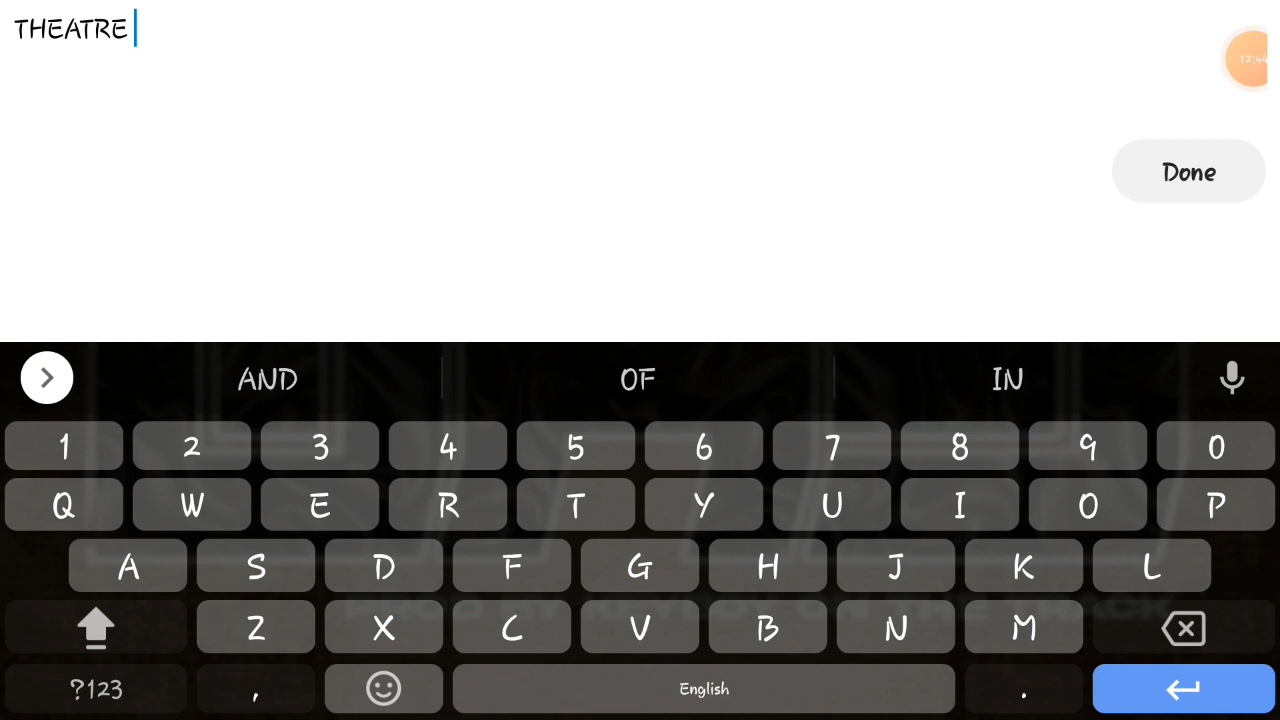 THEATRE
12:44
Done
AND OF IN
1 2 3 4 5 6 7 8 9 0
Q W E R T Y U I O P
A S D F G H J K L
Z X C V B N M
?123 , English .